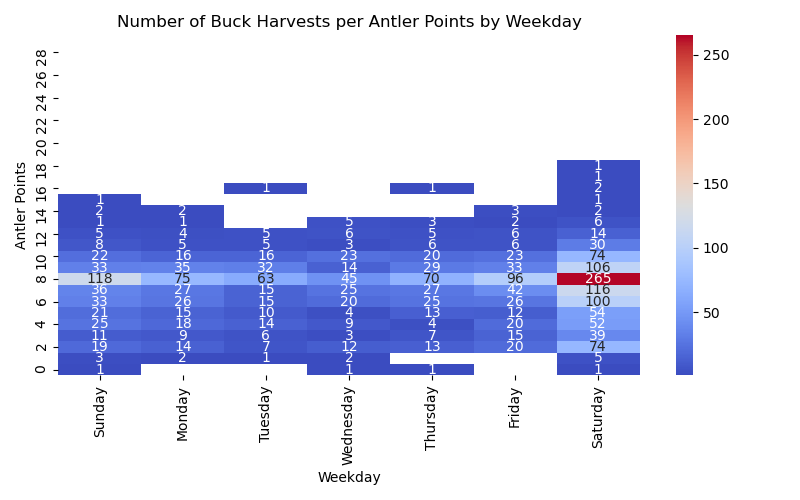 Number of Buck Harvests per Antler Points by Weekday
Antler Points
28
26
24
22
20
18 1
1
16 1 1 2
1 1
14 2 2 3 2
1 1 5 3 2 6
12 5 4 5 6 5 6 14
8 5 5 3 6 6 30
10 22 16 16 23 20 23 74
33 35 32 14 29 33 106
8 118 75 63 45 70 96 265
36 27 15 25 42 116
6 33 26 15 20 25 26 100
21 15 10 4 13 12 54
4 25 18 14 9 4 20 52
11 9 6 3 7 15 39
2 19 14 7 12 13 20 74
3 2 1 2 5
0 1 1 1 1
Sunday Monday Tuesday Wednesday Thursday Friday Saturday
Weekday
250
200
150
100
50